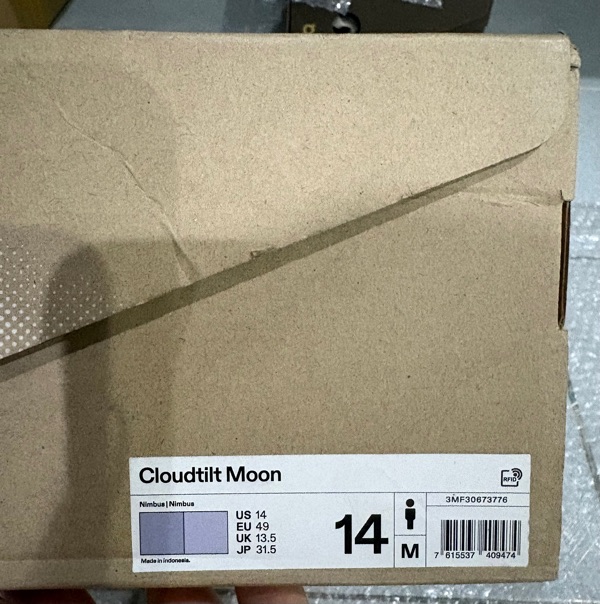 Cloudtilt Moon
RFID
Nimbus | Nimbus
US 14
EU 49
UK 13.5
JP 31.5
Made in Indonesia.
14
M
3MF30673776
7 615537 409474